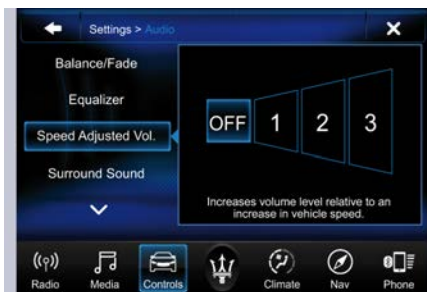 Settings > Audio
Balance/Fade
Equalizer
Speed Adjusted Vol.
Surround Sound
OFF 1 2 3
Increases volume level relative to an
increase in vehicle speed.
Radio Media Controls Climate Nav Phone